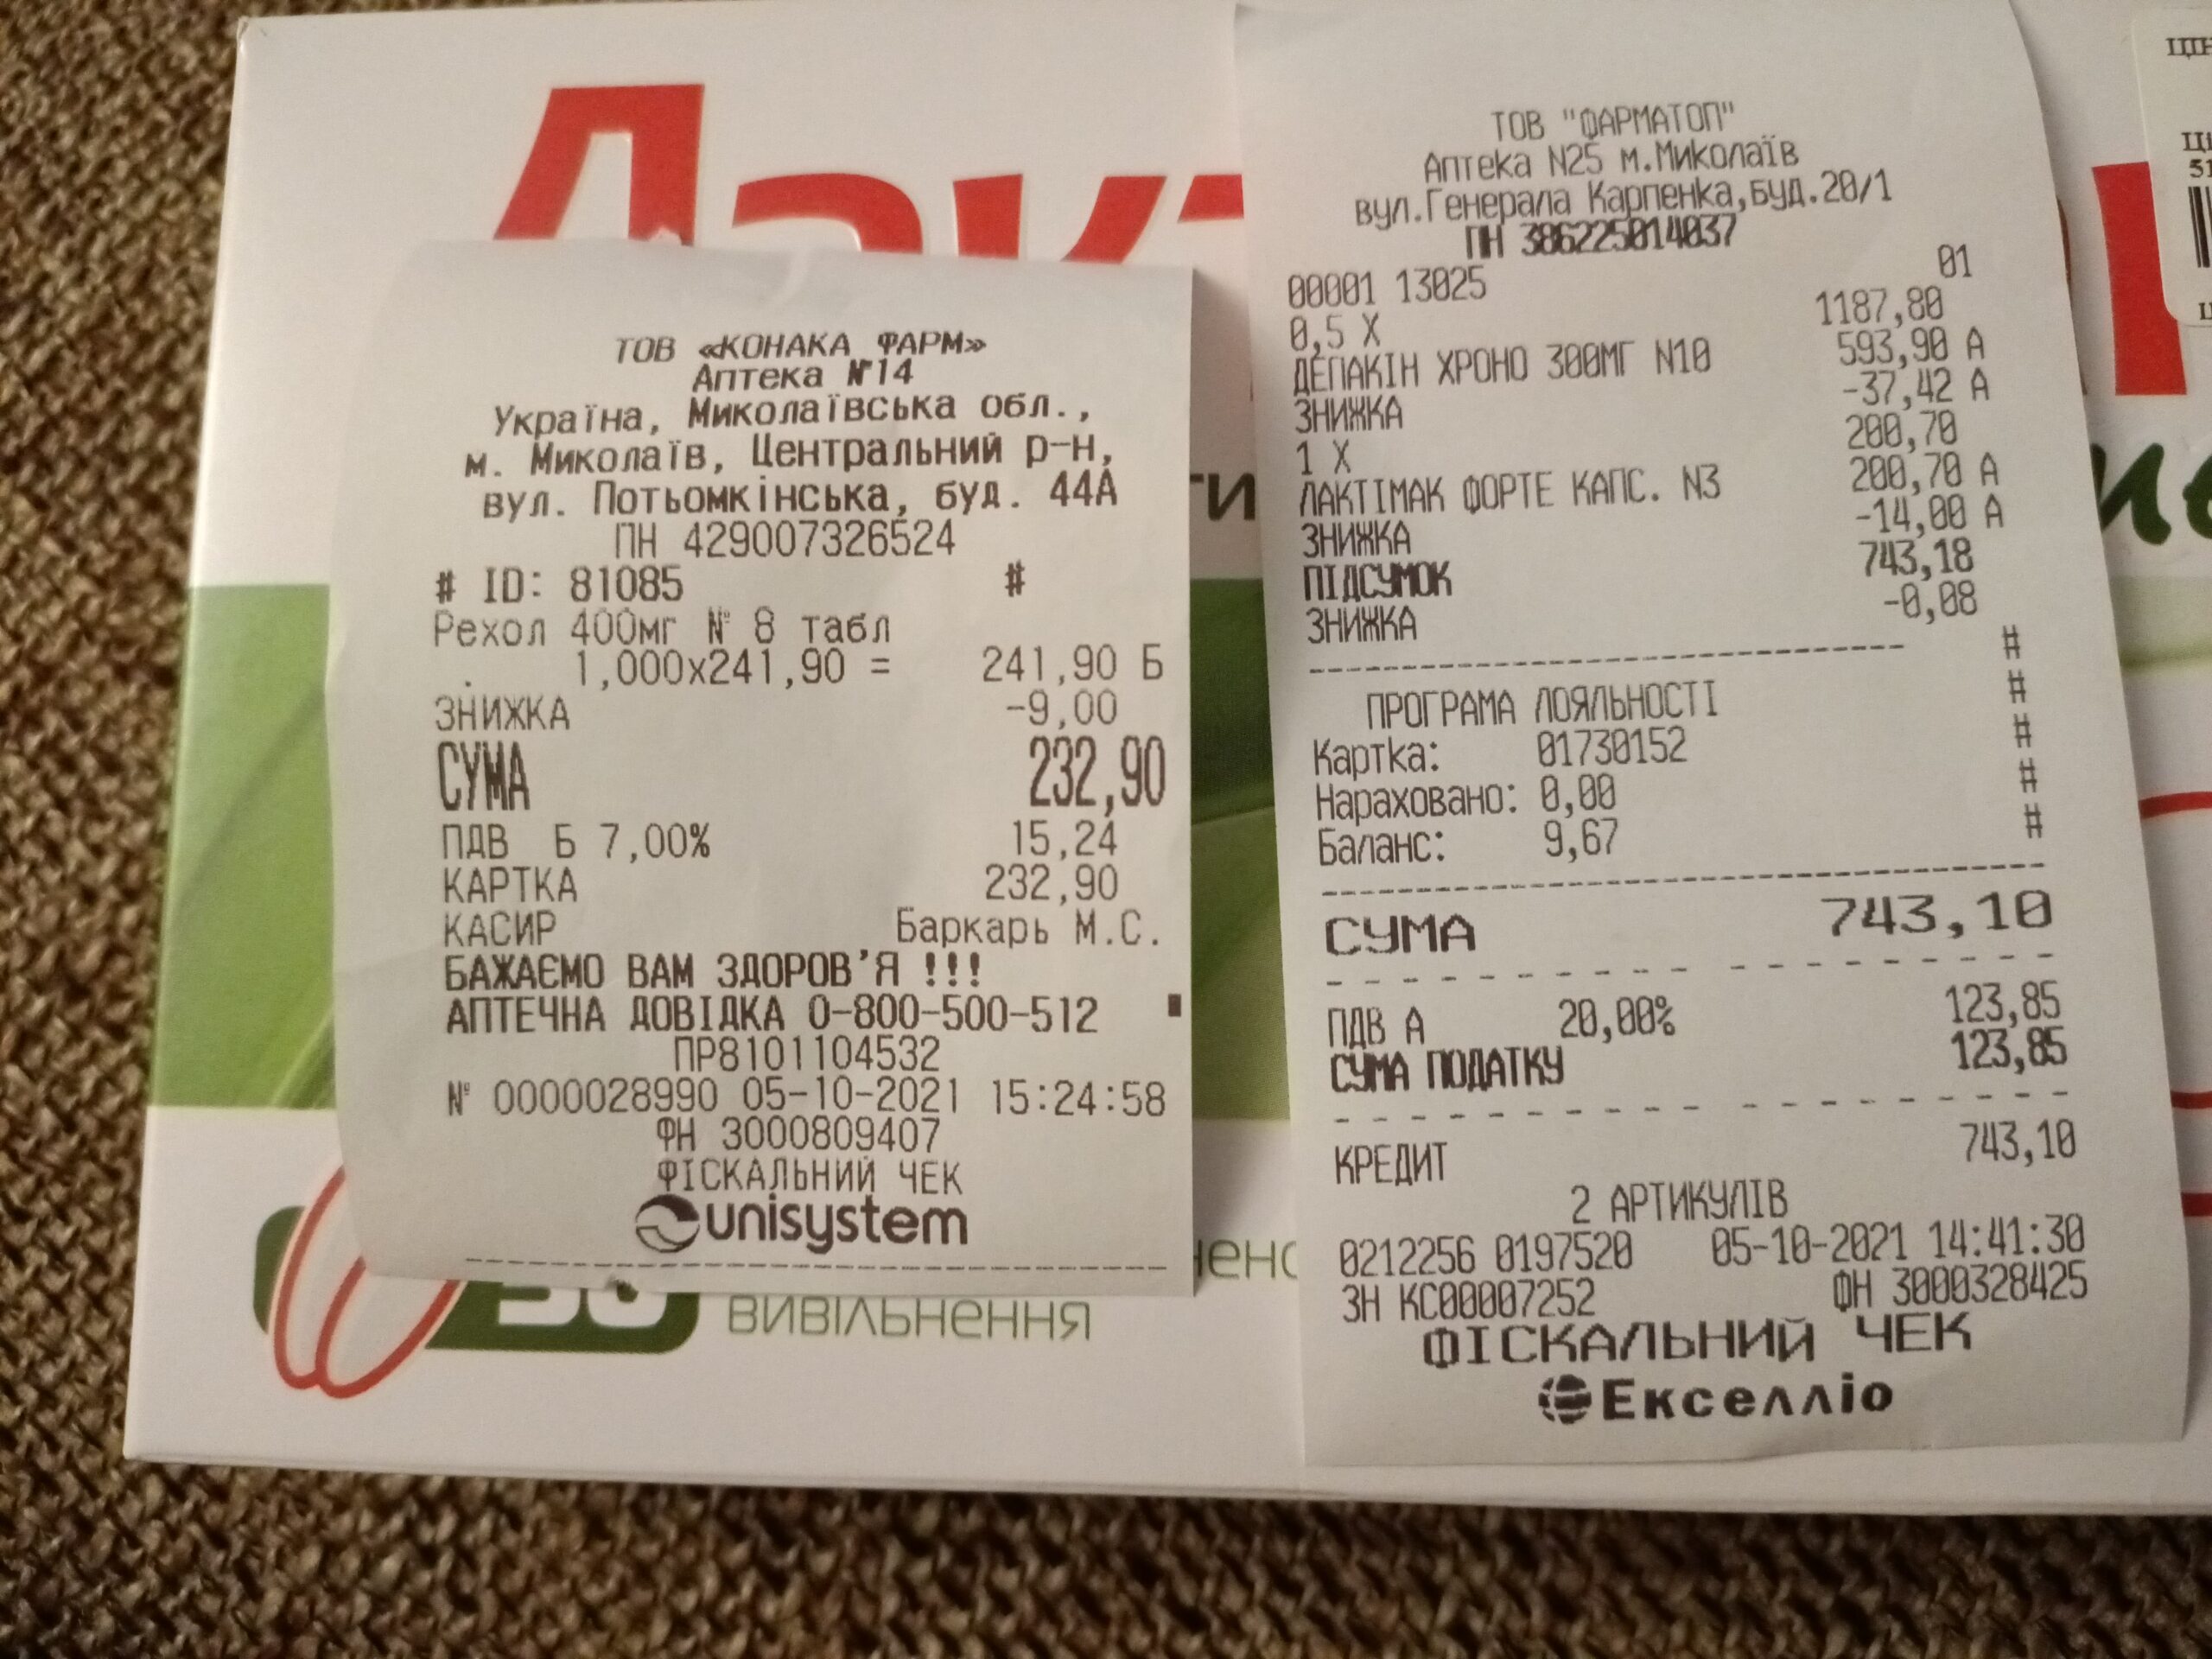 ТОВ «КОНАКА ФАРМ»
Аптека №14
Україна, Миколаївська обл.,
м. Миколаїв, Центральний р-н,
вул. Потьомкінська, буд. 44А
ПН 429007326524
# ID: 81085 #
Рехол 400мг № 8 табл
1,000x241,90 = 241,90 Б
ЗНИЖКА -9,00
СУМА 232,90
ПДВ Б 7,00% 15,24
КАРТКА 232,90
КАСИР Баркарь М.С.
БАЖАЄМО ВАМ ЗДОРОВ'Я !!!
АПТЕЧНА ДОВІДКА 0-800-500-512
ПР8101104532
№ 0000028990 05-10-2021 15:24:58
ФН 3000809407
ФІСКАЛЬНИЙ ЧЕК
unisystem
ТОВ "ФАРМАТОП"
Аптека N25 м.Миколаїв
вул.Генерала Карпенка,буд.20/1
ПН 386225014037
00001 13025 01
0,5 X 1187,80
ДЕПАКІН ХРОНО 300МГ N10 593,90 А
ЗНИЖКА -37,42 А
1 X 200,70
ЛАКТІМАК ФОРТЕ КАПС. N3 200,70 А
ЗНИЖКА -14,00 А
ПІДСУМОК 743,18
ЗНИЖКА -0,08
#
ПРОГРАМА ЛОЯЛЬНОСТІ #
Картка: 01730152 #
Нараховано: 0,00 #
Баланс: 9,67 #
СУМА 743,10
ПДВ А 20,00% 123,85
СУМА ПОДАТКУ 123,85
КРЕДИТ 743,10
2 АРТИКУЛІВ
0212256 0197520 05-10-2021 14:41:30
ЗН КС00007252 ФН 3000328425
ФІСКАЛЬНИЙ ЧЕК
Екселліо
вивільнення